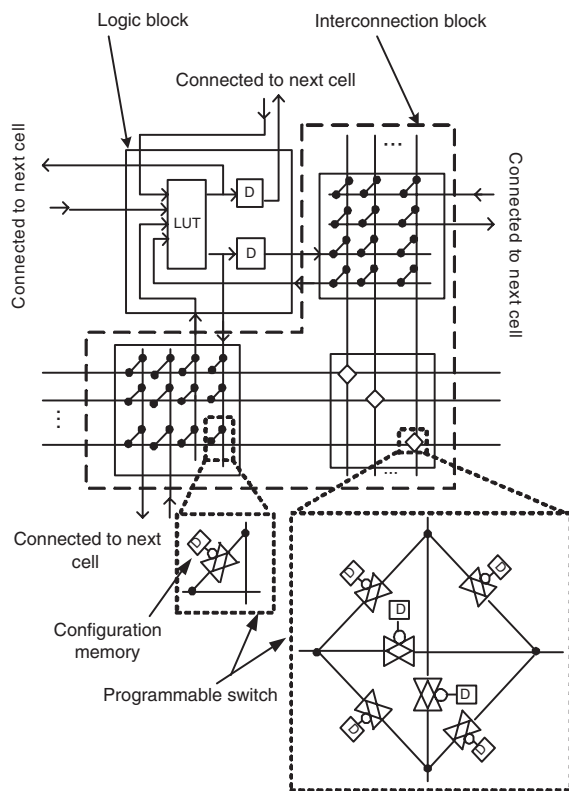 Logic block
Interconnection block
Connected to next cell
Connected to next cell
Connected to next cell
...
D
LUT
D
...
...
Connected to next
cell
D
Configuration
memory
Programmable switch
D
D
D
D
D
D